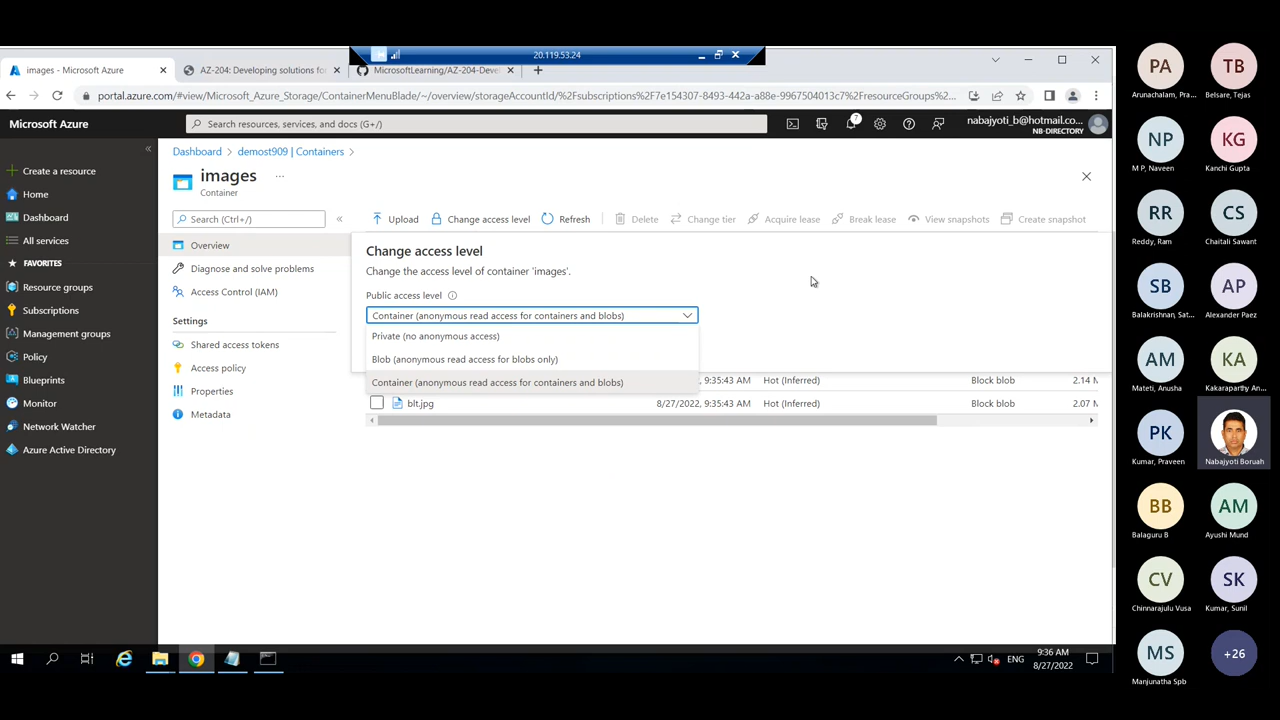 20.119.53.24
images - Microsoft Azure
AZ-204: Developing solutions for
MicrosoftLearning/AZ-204-Deve
portal.azure.com/#view/Microsoft_Azure_Storage/ContainerMenuBlade/~/overview/storageAccountId/%2Fsubscriptions%2F7e154307-8493-442a-a88e-9967504013c7%2FresourceGroups%2F...
Microsoft Azure
Search resources, services, and docs (G+/)
7
nabajyoti_b@hotmail.co...
NB-DIRECTORY
Create a resource
Home
Dashboard
All services
FAVORITES
Resource groups
Subscriptions
Management groups
Policy
Blueprints
Monitor
Network Watcher
Azure Active Directory
Dashboard > demost909 | Containers >
images ...
Container
Search (Ctrl+/)
Overview
Diagnose and solve problems
Access Control (IAM)
Settings
Shared access tokens
Access policy
Properties
Metadata
Upload
Change access level
Refresh
Delete
Change tier
Acquire lease
Break lease
View snapshots
Create snapshot
Change access level
Change the access level of container 'images'.
Public access level
Container (anonymous read access for containers and blobs)
Private (no anonymous access)
Blob (anonymous read access for blobs only)
Container (anonymous read access for containers and blobs)
, 9:35:43 AM Hot (Inferred) Block blob 2.14 M
blt.jpg 8/27/2022, 9:35:43 AM Hot (Inferred) Block blob 2.07 M
ENG
9:36 AM
8/27/2022
PA
Arunachalam, Pra...
TB
Belsare, Tejas
NP
M P, Naveen
KG
Kanchi Gupta
RR
Reddy, Ram
CS
Chaitali Sawant
SB
Balakrishnan, Sat...
AP
Alexander Paez
AM
Mateti, Anusha
KA
Kakaraparthy An...
PK
Kumar, Praveen
Nabajyoti Boruah
BB
Balaguru B
AM
Ayushi Mund
CV
Chinnarajulu Vusa
SK
Kumar, Sunil
MS
Manjunatha Spb
+26